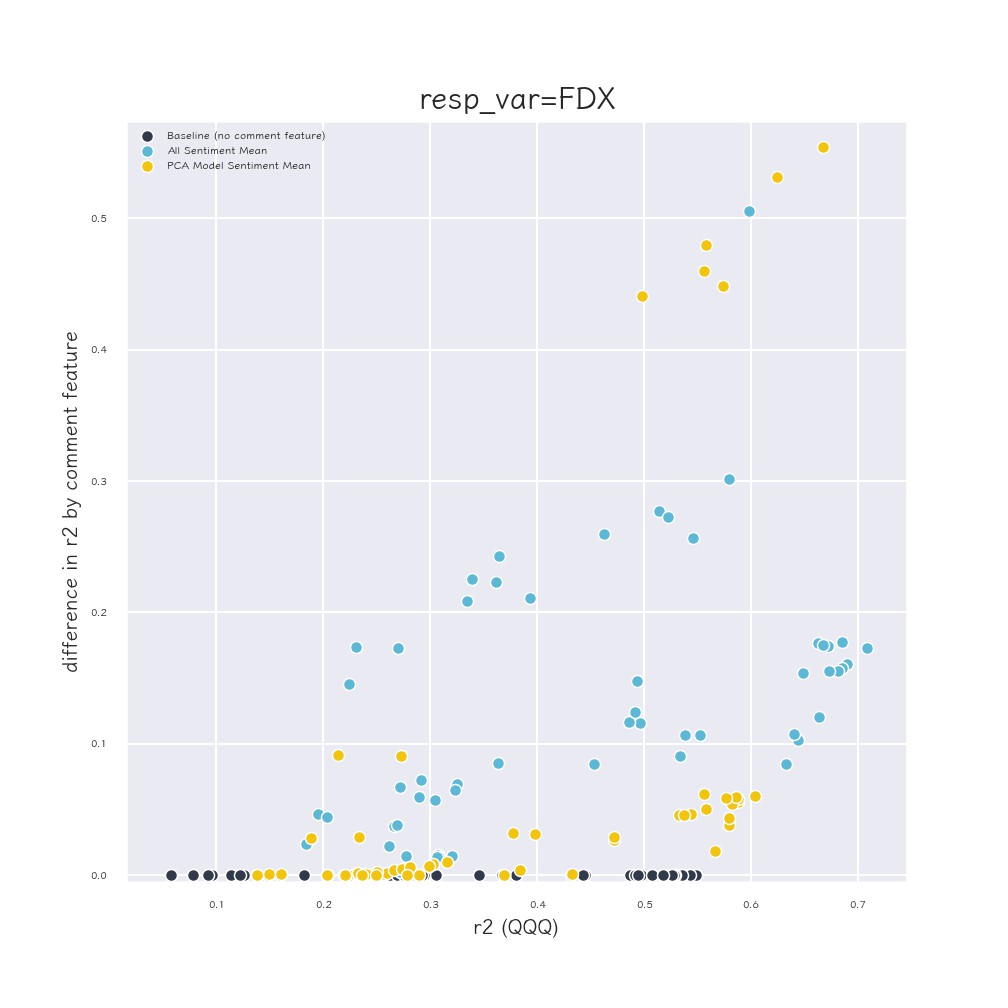 resp_var=FDX
Baseline (no comment feature)
All Sentiment Mean
PCA Model Sentiment Mean
difference in r2 by comment feature
0.5
0.4
0.3
0.2
0.1
0.0
0.1
0.2
0.3
0.4
0.5
0.6
0.7
r2 (QQQ)